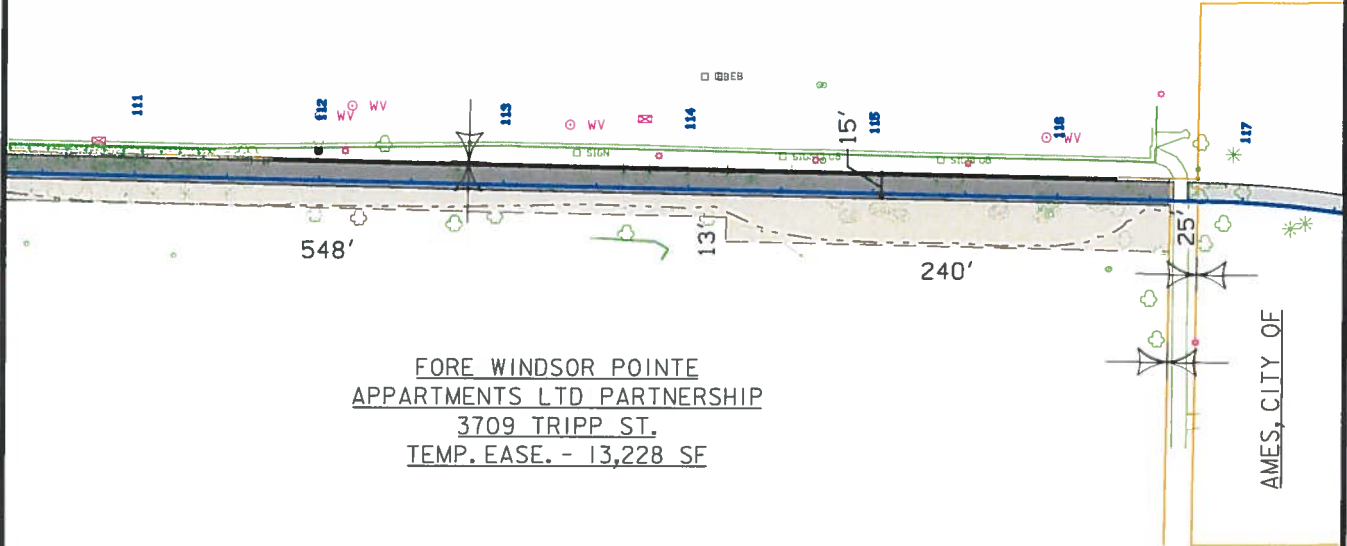 EB
111
112
WV
WV
113
WV
114
15'
115
116
WV
117
SIGN
548'
13'
240'
25'
FORE WINDSOR POINTE
APPARTMENTS LTD PARTNERSHIP
3709 TRIPP ST.
TEMP. EASE. - 13,228 SF
AMES, CITY OF